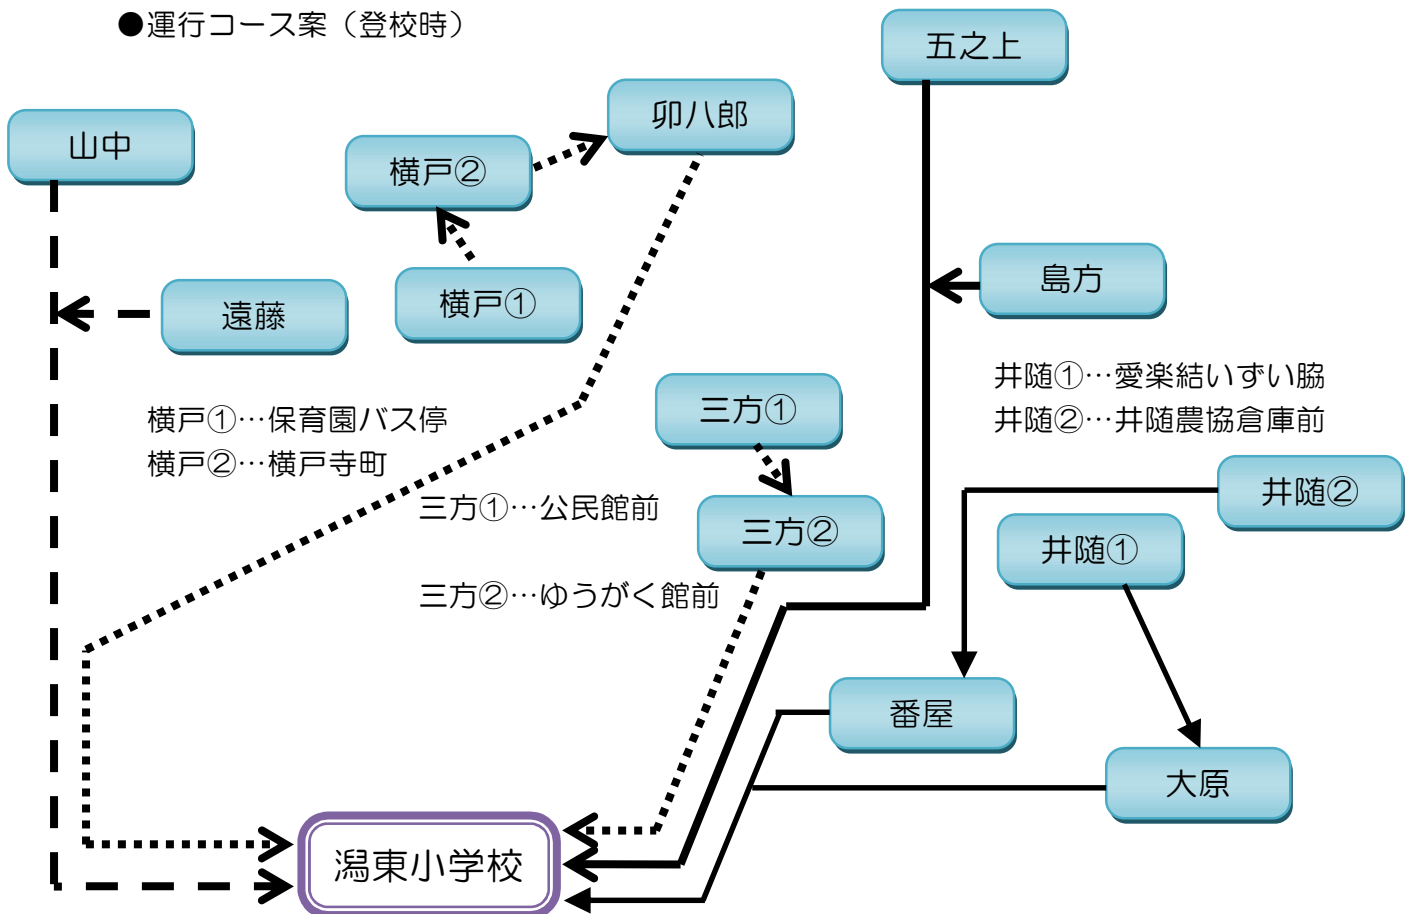 ●運行コース案（登校時）
五之上
卯八郎
山中
横戸②
島方
横戸①
遠藤
井随①…愛楽結いずい脇
井随②…井随農協倉庫前
三方①
横戸①…保育園バス停
横戸②…横戸寺町
井随②
三方①…公民館前
三方②
井随①
三方②…ゆうがく館前
番屋
大原
潟東小学校